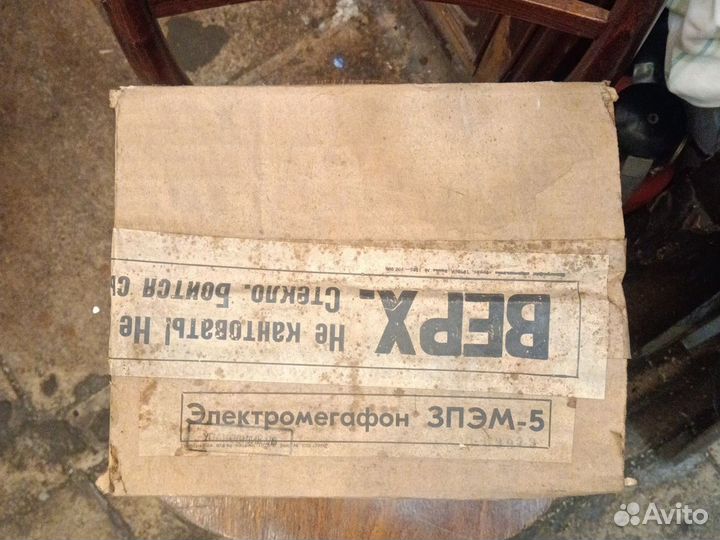 ВЕРХ.
Не кантовать! Не
Стекло. Боится
Электромегафон ЗПЭМ-5
Avito